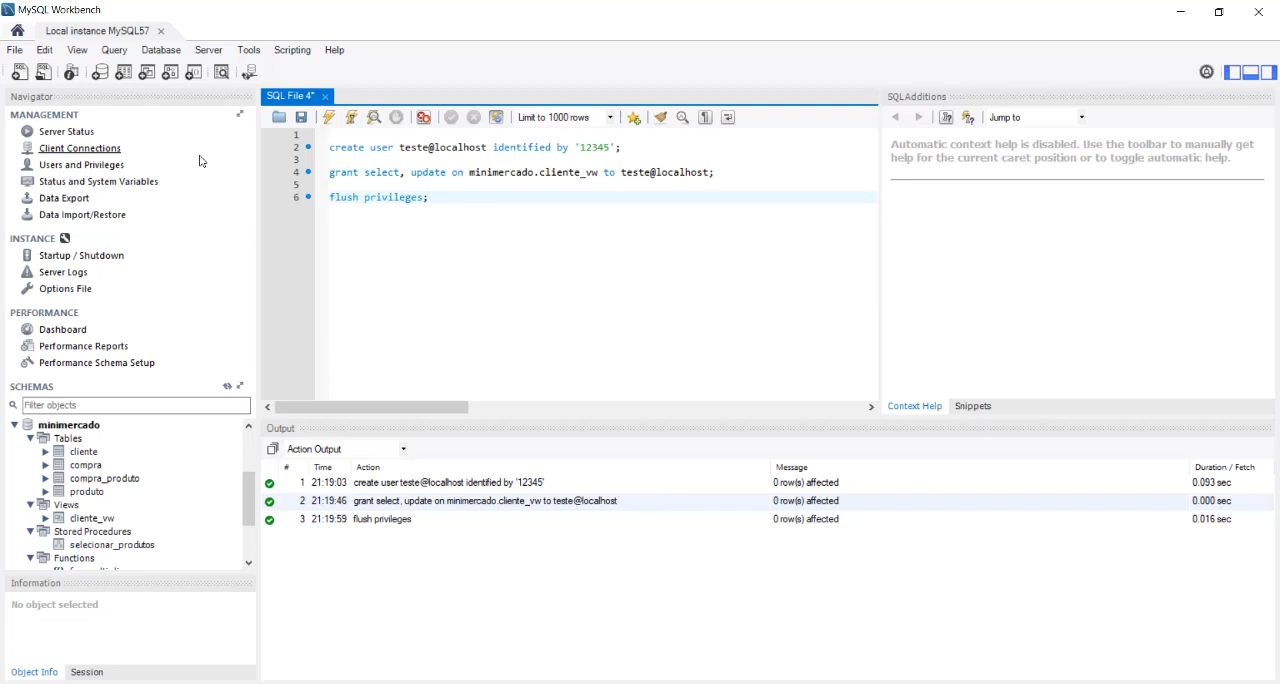 MySQL Workbench
Local instance MySQL57
File Edit View Query Database Server Tools Scripting Help
Navigator
MANAGEMENT
Server Status
Client Connections
Users and Privileges
Status and System Variables
Data Export
Data Import/Restore
INSTANCE
Startup / Shutdown
Server Logs
Options File
PERFORMANCE
Dashboard
Performance Reports
Performance Schema Setup
SCHEMAS
Filter objects
minimercado
Tables
cliente
compra
compra_produto
produto
Views
cliente_vw
Stored Procedures
selecionar_produtos
Functions
Information
No object selected
Object Info Session
SQL File 4*
Limit to 1000 rows
1
2 create user teste@localhost identified by '12345';
3
4 grant select, update on minimercado.cliente_vw to teste@localhost;
5
6 flush privileges;
SQLAdditions
Jump to
Automatic context help is disabled. Use the toolbar to manually get
help for the current caret position or to toggle automatic help.
Context Help Snippets
Output
Action Output
# Time Action Message Duration / Fetch
1 21:19:03 create user teste@localhost identified by '12345' 0 row(s) affected 0.093 sec
2 21:19:46 grant select, update on minimercado.cliente_vw to teste@localhost 0 row(s) affected 0.000 sec
3 21:19:59 flush privileges 0 row(s) affected 0.016 sec